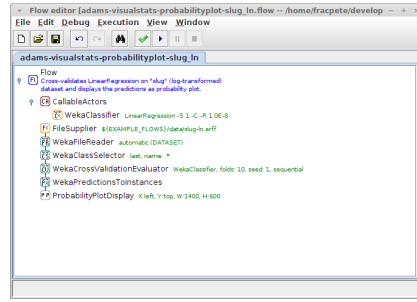 Flow editor [adams-visualstats-probabilityplot-slug_ln.flow -- /home/fracpete/develop
File Edit Debug Execution View Window
adams-visualstats-probabilityplot-slug_ln
Flow
Cross-validates LinearRegression on "slug" (log-transformed)
dataset and displays the predictions as probability plot.
CallableActors
WekaClassifier LinearRegression -S 1 -C -R 1.0E-8
FileSupplier ${EXAMPLE_FLOWS}/data/slug-ln.arff
WekaFileReader automatic (DATASET)
WekaClassSelector last, name: .*
WekaCrossValidationEvaluator WekaClassifier, folds: 10, seed: 1, sequential
WekaPredictionsToInstances
ProbabilityPlotDisplay X:left, Y:top, W:1400, H:600